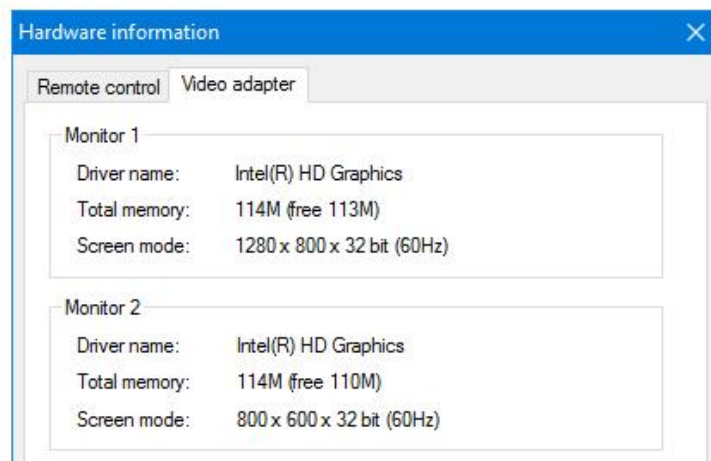 Hardware information
Remote control Video adapter
Monitor 1
Driver name: Intel(R) HD Graphics
Total memory: 114M (free 113M)
Screen mode: 1280 x 800 x 32 bit (60Hz)
Monitor 2
Driver name: Intel(R) HD Graphics
Total memory: 114M (free 110M)
Screen mode: 800 x 600 x 32 bit (60Hz)